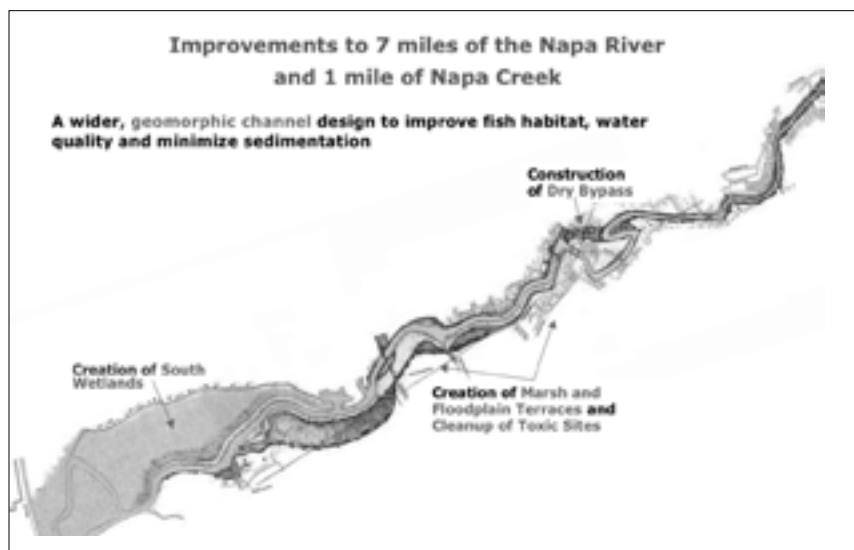 Improvements to 7 miles of the Napa River
and 1 mile of Napa Creek
A wider, geomorphic channel design to improve fish habitat, water
quality and minimize sedimentation
Construction
of Dry Bypass
Creation of South
Wetlands
Creation of Marsh and
Floodplain Terraces and
Cleanup of Toxic Sites